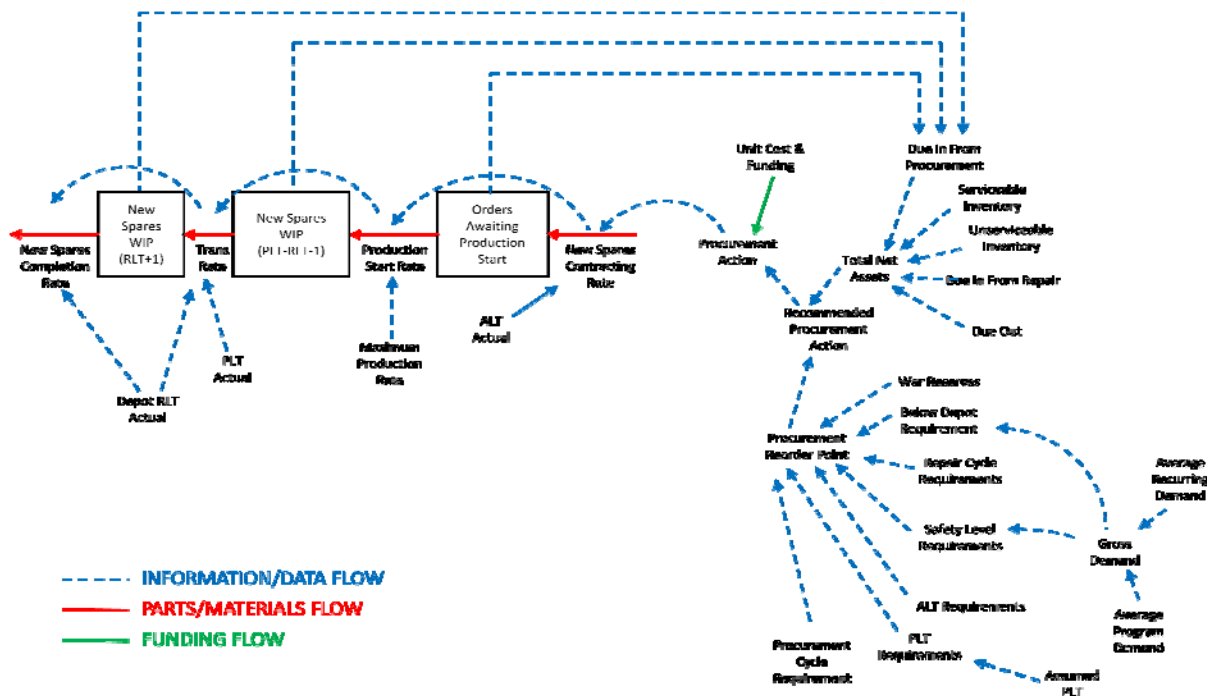 Unit Cost &
Funding
Due In From
Procurement
Serviceable
Inventory
Unserviceable
Inventory
Due In From Repair
Due Out
Total Net
Assets
New
Spares
WIP
(RLT+1)
New Spares
WIP
(PLT-RLT-1)
Orders
Awaiting
Production
Start
New Spares
Completion
Rate
Trans.
Rate
Production
Start Rate
New Spares
Contracting
Rate
Procurement
Action
Recommended
Procurement
Action
ALT
Actual
PLT
Actual
Maximum
Production
Rate
Depot RLT
Actual
War Reserves
Below Depot
Requirement
Procurement
Reorder Point
Repair Cycle
Requirements
Average
Recurring
Demand
Safety Level
Requirements
Gross
Demand
ALT Requirements
Average
Program
Demand
PLT
Requirements
Procurement
Cycle
Requirement
Assumed
PLT
INFORMATION/DATA FLOW
PARTS/MATERIALS FLOW
FUNDING FLOW